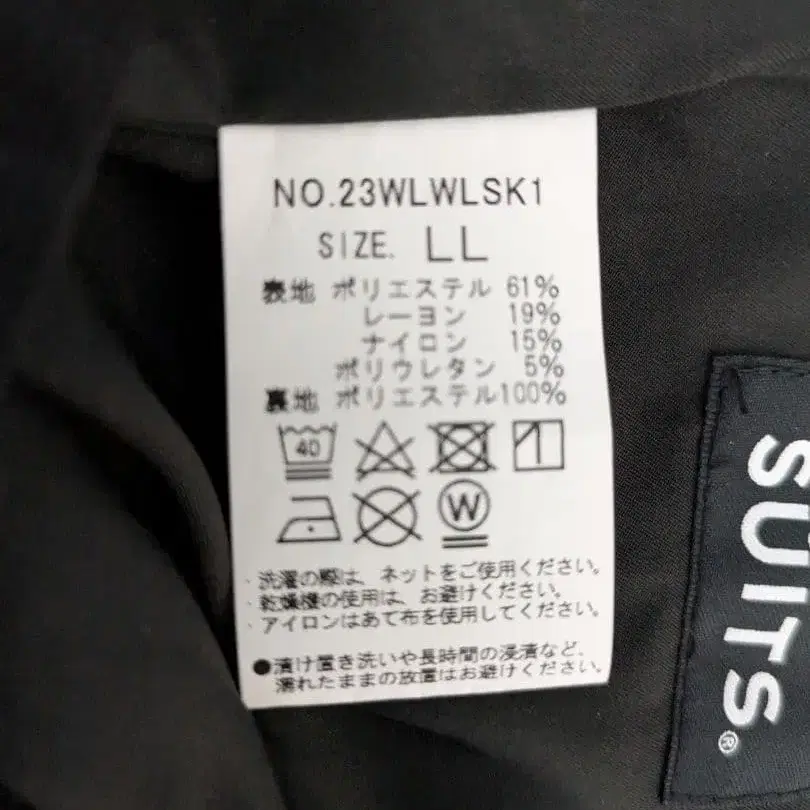 NO.23WLWLSK1
SIZE. LL
表地 ポリエステル 61%
レーヨン 19%
ナイロン 15%
ポリウレタン 5%
裏地 ポリエステル100%
40
W
・洗濯の際は、ネットをご使用ください。
・乾燥機の使用は、お避けください。
・アイロンはあて布を使用してください。
●漬け置き洗いや長時間の浸漬など、
濡れたままの放置はお避けください。
SUITS®